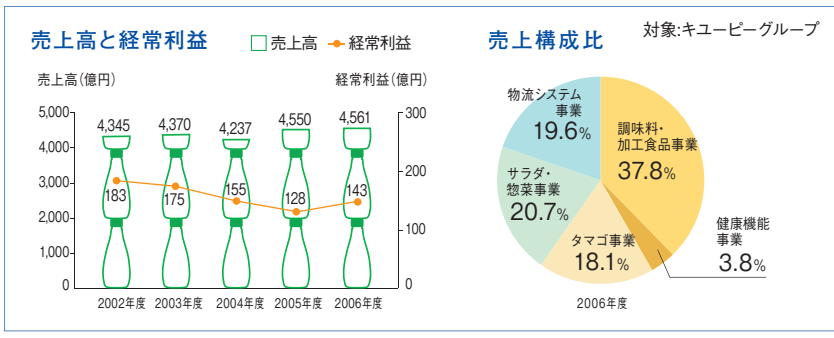 売上高と経常利益
売上高
経常利益
売上高(億円)
経常利益(億円)
5,000
4,000
3,000
2,000
1,000
0
300
200
100
0
4,345
4,370
4,237
4,550
4,561
183
175
155
128
143
2002年度
2003年度
2004年度
2005年度
2006年度
売上構成比
対象:キユーピーグループ
調味料・
加工食品事業
37.8%
健康機能
事業
3.8%
タマゴ事業
18.1%
サラダ・
惣菜事業
20.7%
物流システム
事業
19.6%
2006年度